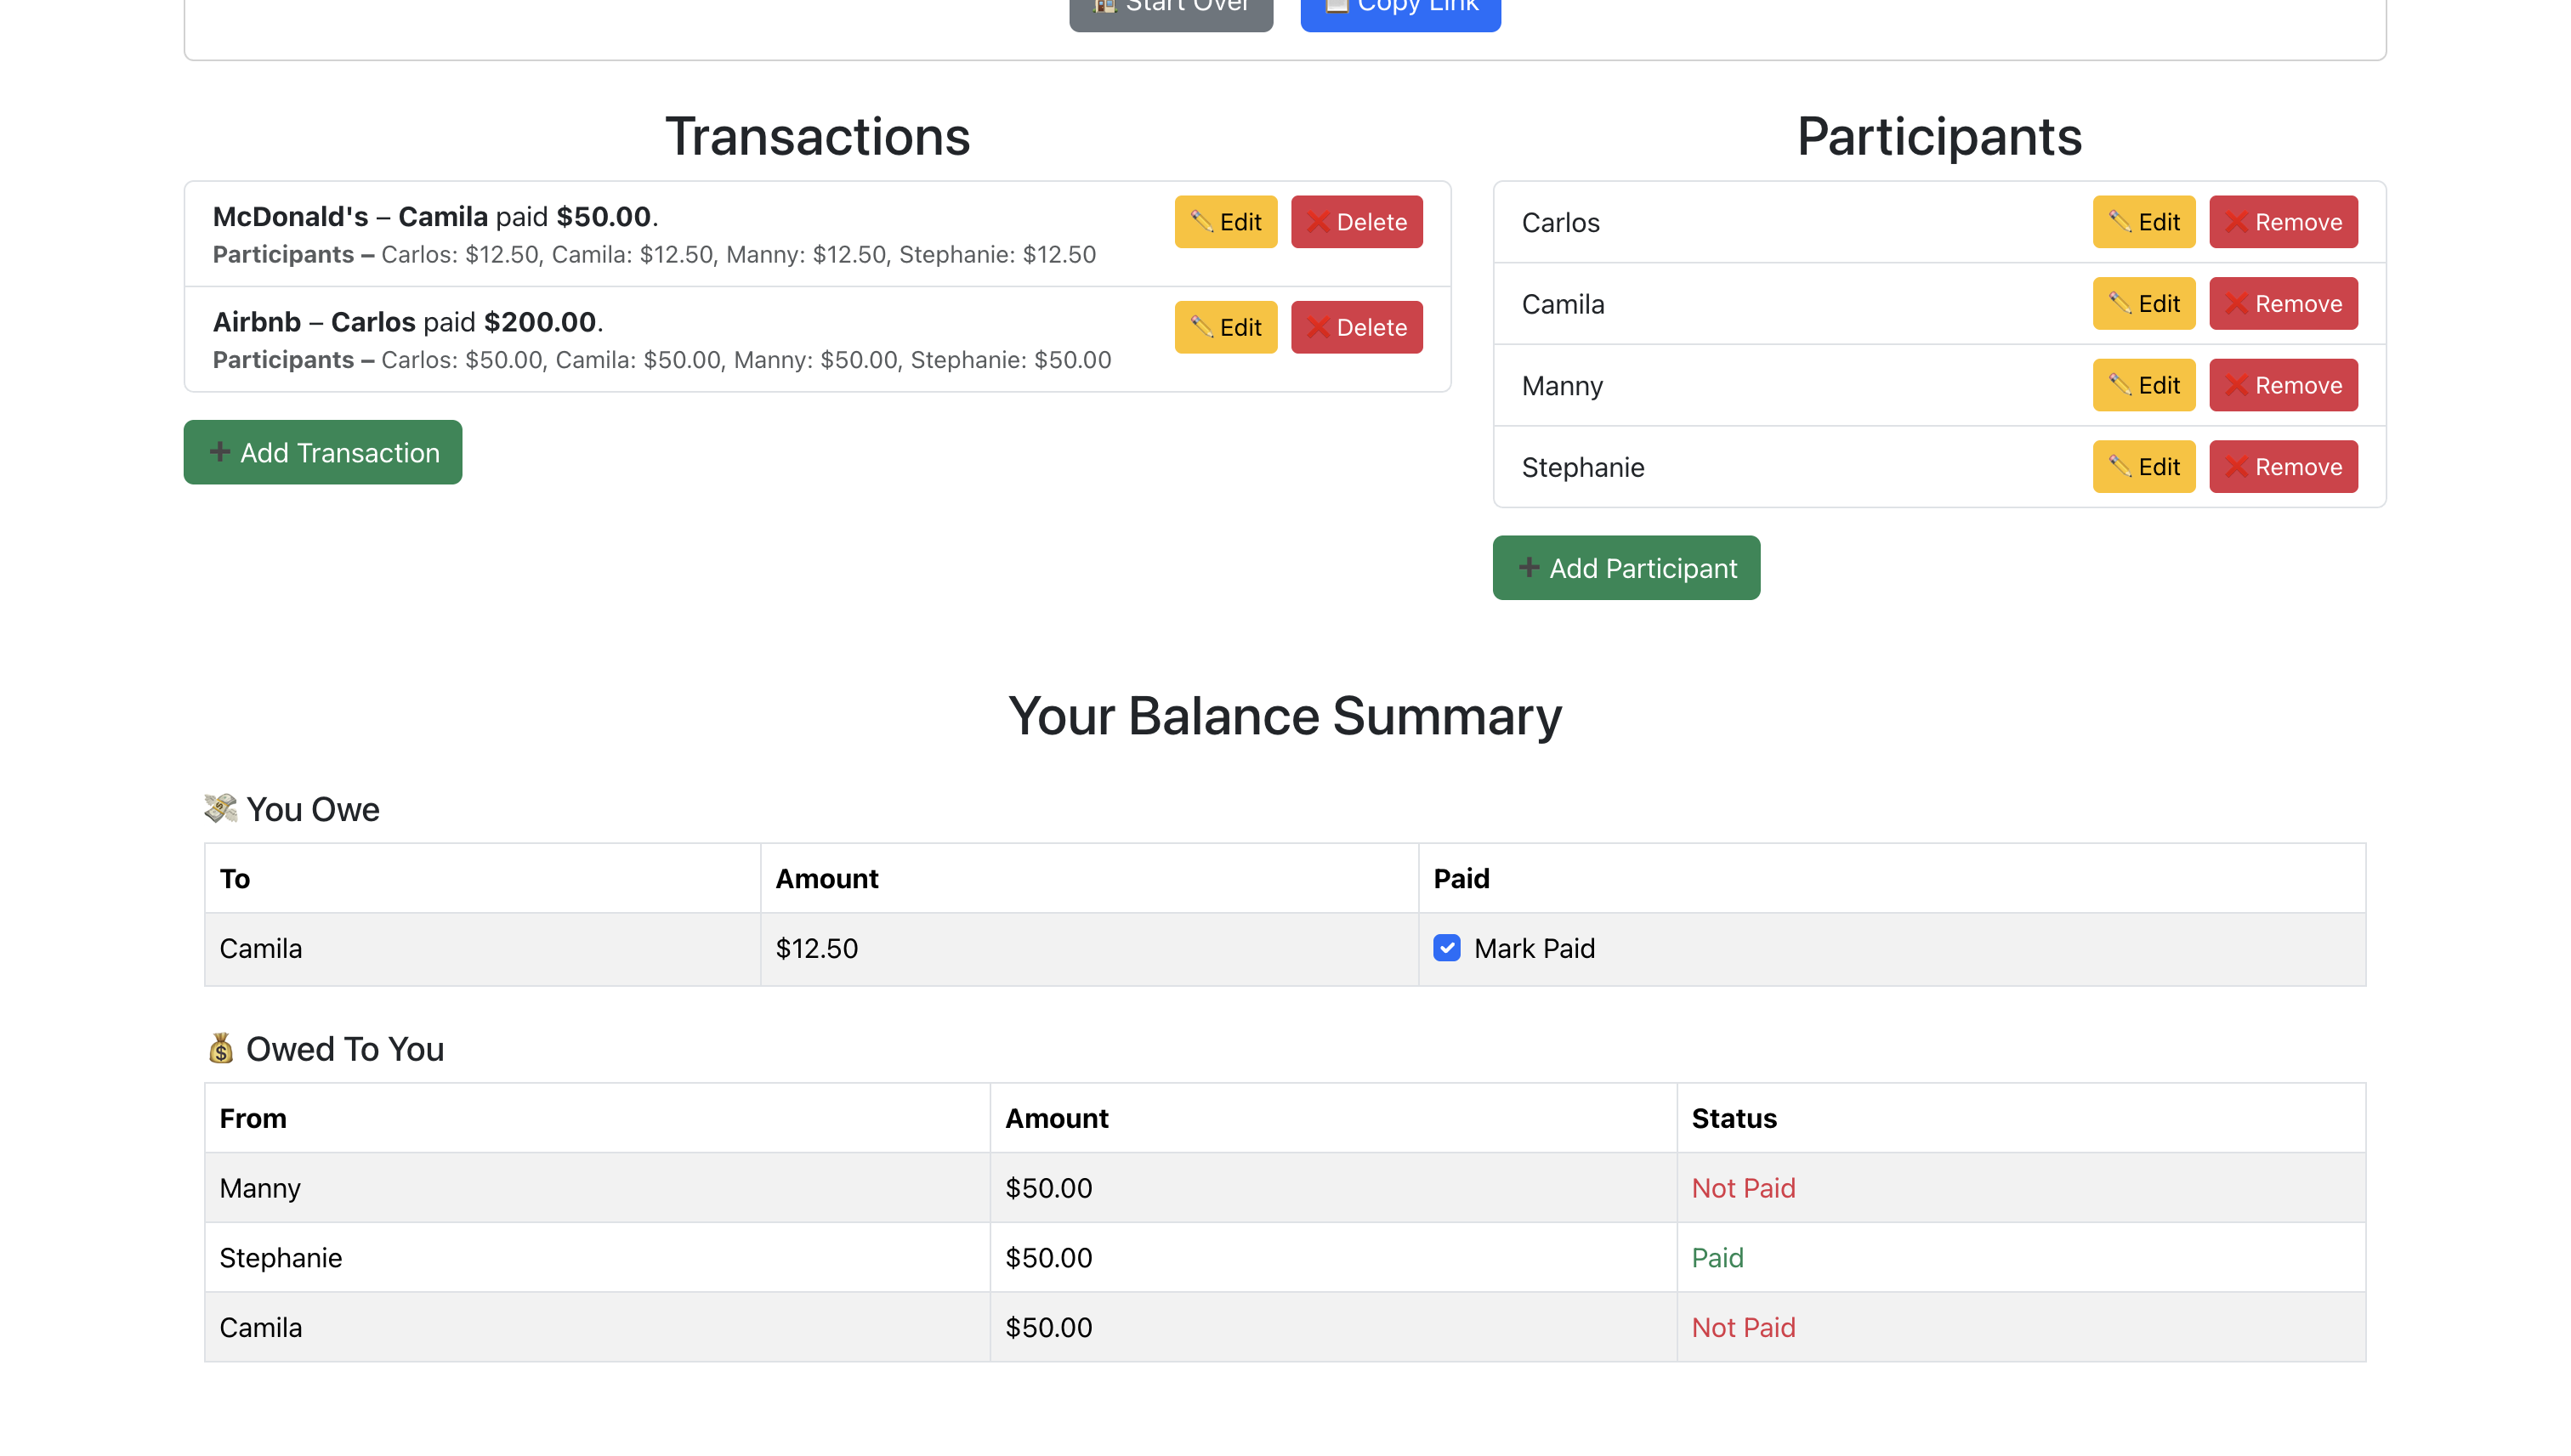 Start Over
Copy Link
Transactions
McDonald's – Camila paid $50.00.
Participants – Carlos: $12.50, Camila: $12.50, Manny: $12.50, Stephanie: $12.50
Edit
Delete
Airbnb – Carlos paid $200.00.
Participants – Carlos: $50.00, Camila: $50.00, Manny: $50.00, Stephanie: $50.00
Edit
Delete
Add Transaction
Participants
Carlos
Edit
Remove
Camila
Edit
Remove
Manny
Edit
Remove
Stephanie
Edit
Remove
Add Participant
Your Balance Summary
You Owe
To Amount Paid
Camila $12.50 Mark Paid
Owed To You
From Amount Status
Manny $50.00 Not Paid
Stephanie $50.00 Paid
Camila $50.00 Not Paid